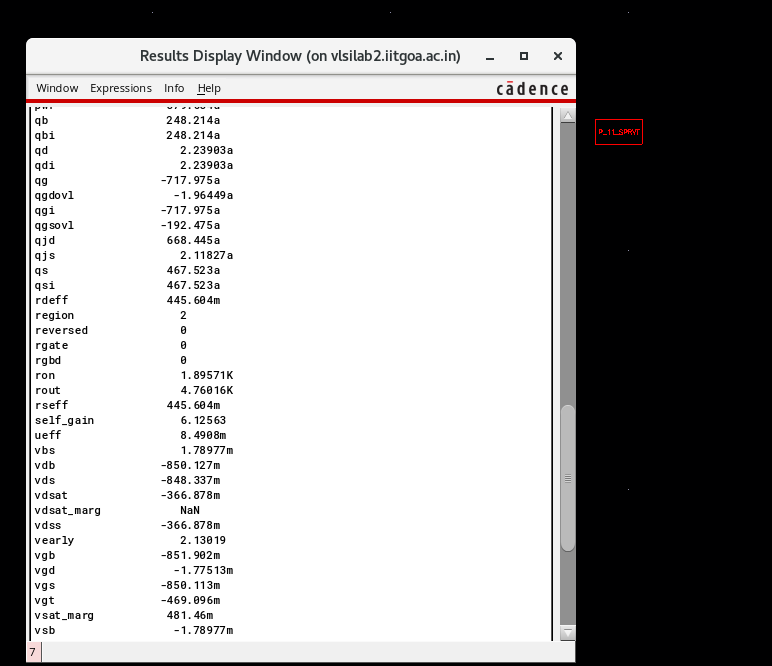 Results Display Window (on vlsilab2.iitgoa.ac.in)
Window Expressions Info Help
cādence
qb 248.214a
qbi 248.214a
qd 2.23903a
qdi 2.23903a
qg -717.975a
qgdovl -1.96449a
qgi -717.975a
qgsovl -192.475a
qjd 668.445a
qjs 2.11827a
qs 467.523a
qsi 467.523a
rdeff 445.604m
region 2
reversed 0
rgate 0
rgbd 0
ron 1.89571K
rout 4.76016K
rseff 445.604m
self_gain 6.12563
ueff 8.4908m
vbs 1.78977m
vdb -850.127m
vds -848.337m
vdsat -366.878m
vdsat_marg NaN
vdss -366.878m
vearly 2.13019
vgb -851.902m
vgd -1.77513m
vgs -850.113m
vgt -469.096m
vsat_marg 481.46m
vsb -1.78977m
7